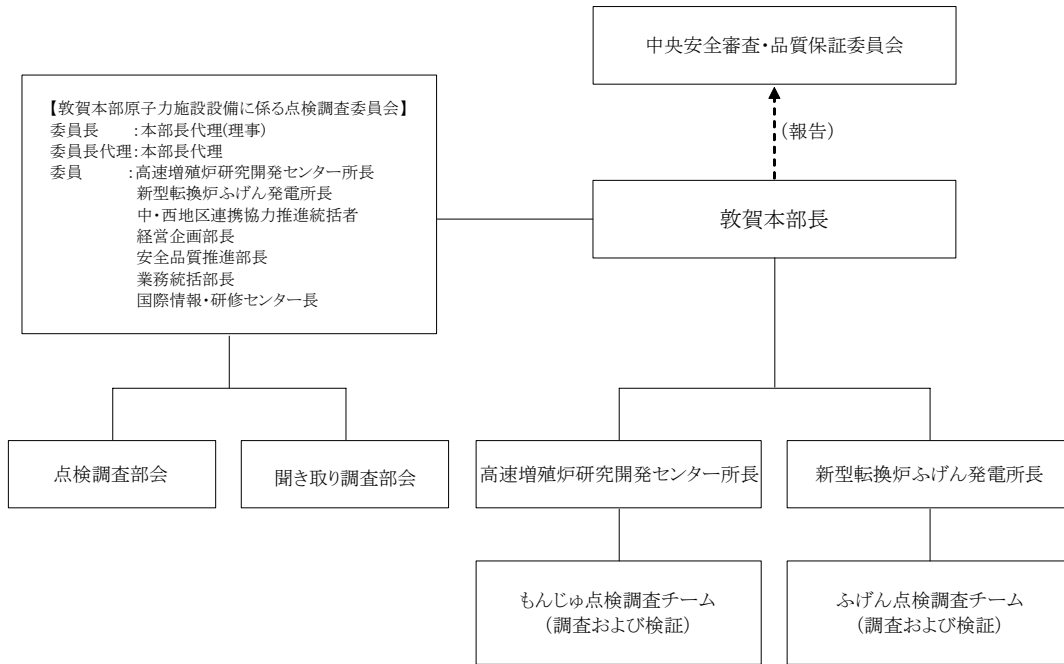 中央安全審査・品質保証委員会
【敦賀本部原子力施設設備に係る点検調査委員会】
委員長　　：本部長代理(理事)
委員長代理：本部長代理
委員　　　：高速増殖炉研究開発センター所長
新型転換炉ふげん発電所長
中・西地区連携協力推進統括者
経営企画部長
安全品質推進部長
業務統括部長
国際情報・研修センター長
（報告）
敦賀本部長
点検調査部会
聞き取り調査部会
高速増殖炉研究開発センター所長
新型転換炉ふげん発電所長
もんじゅ点検調査チーム
（調査および検証）
ふげん点検調査チーム
（調査および検証）